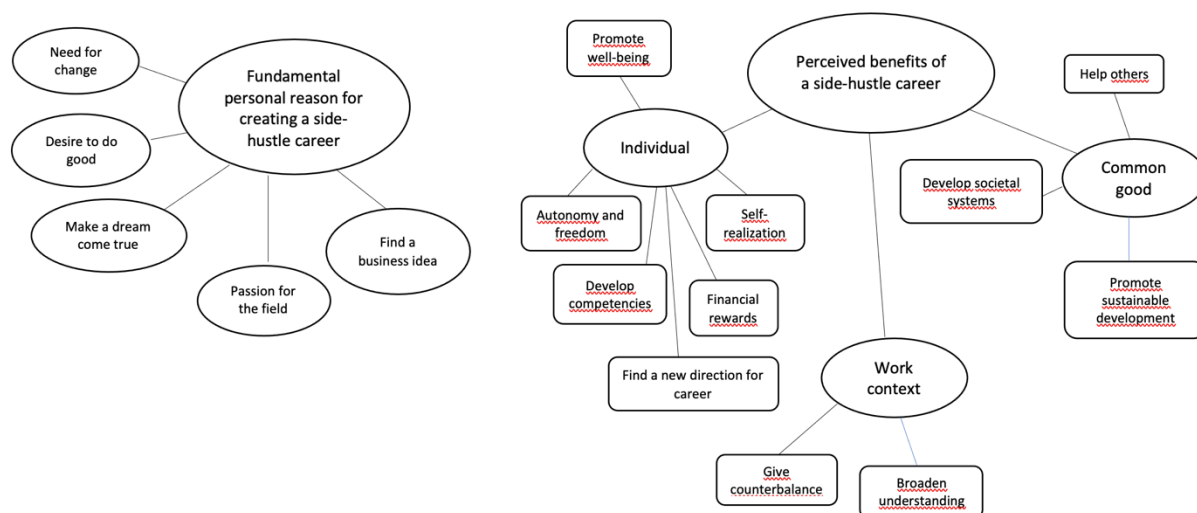 Need for
change
Fundamental
personal reason for
creating a side-
hustle career
Desire to do
good
Make a dream
come true
Passion for
the field
Find a
business idea
Perceived benefits of
a side-hustle career
Promote
well-being
Individual
Autonomy and
freedom
Self-
realization
Develop
competencies
Financial
rewards
Find a new direction for
career
Work
context
Give
counterbalance
Broaden
understanding
Help others
Common
good
Develop societal
systems
Promote
sustainable
development